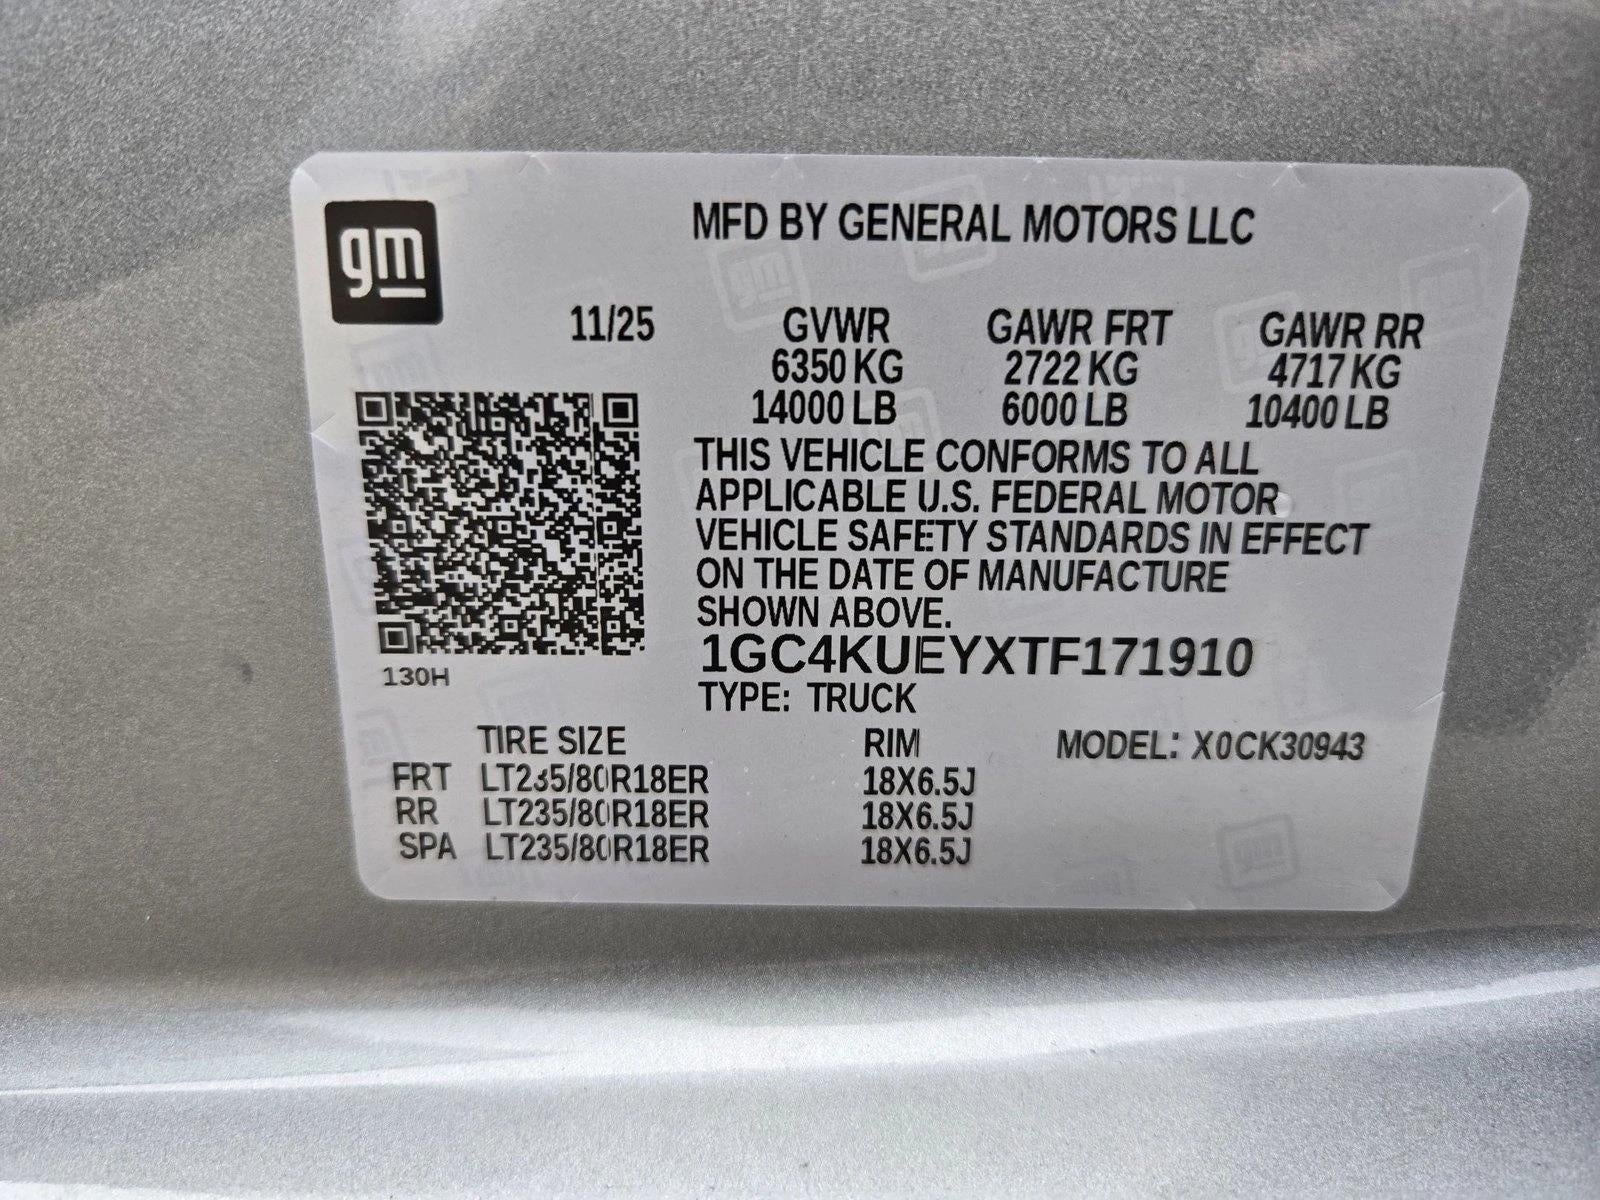 gm
MFD BY GENERAL MOTORS LLC
11/25 GVWR GAWR FRT GAWR RR
6350 KG 2722 KG 4717 KG
14000 LB 6000 LB 10400 LB
THIS VEHICLE CONFORMS TO ALL
APPLICABLE U.S. FEDERAL MOTOR
VEHICLE SAFETY STANDARDS IN EFFECT
ON THE DATE OF MANUFACTURE
SHOWN ABOVE.
1GC4KUEYXTF171910
130H
TYPE: TRUCK
TIRE SIZE RIM MODEL: X0CK30943
FRT LT235/80R18ER 18X6.5J
RR LT235/80R18ER 18X6.5J
SPA LT235/80R18ER 18X6.5J